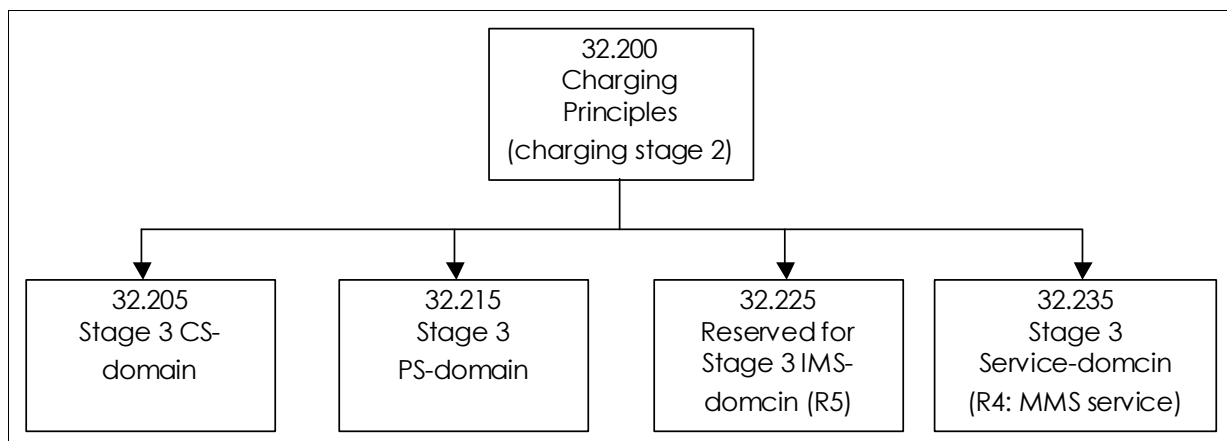 32.200
Charging
Principles
(charging stage 2)
32.205
Stage 3 CS-
domain
32.215
Stage 3
PS-domain
32.225
Reserved for
Stage 3 IMS-
domcin (R5)
32.235
Stage 3
Service-domcin
(R4: MMS service)